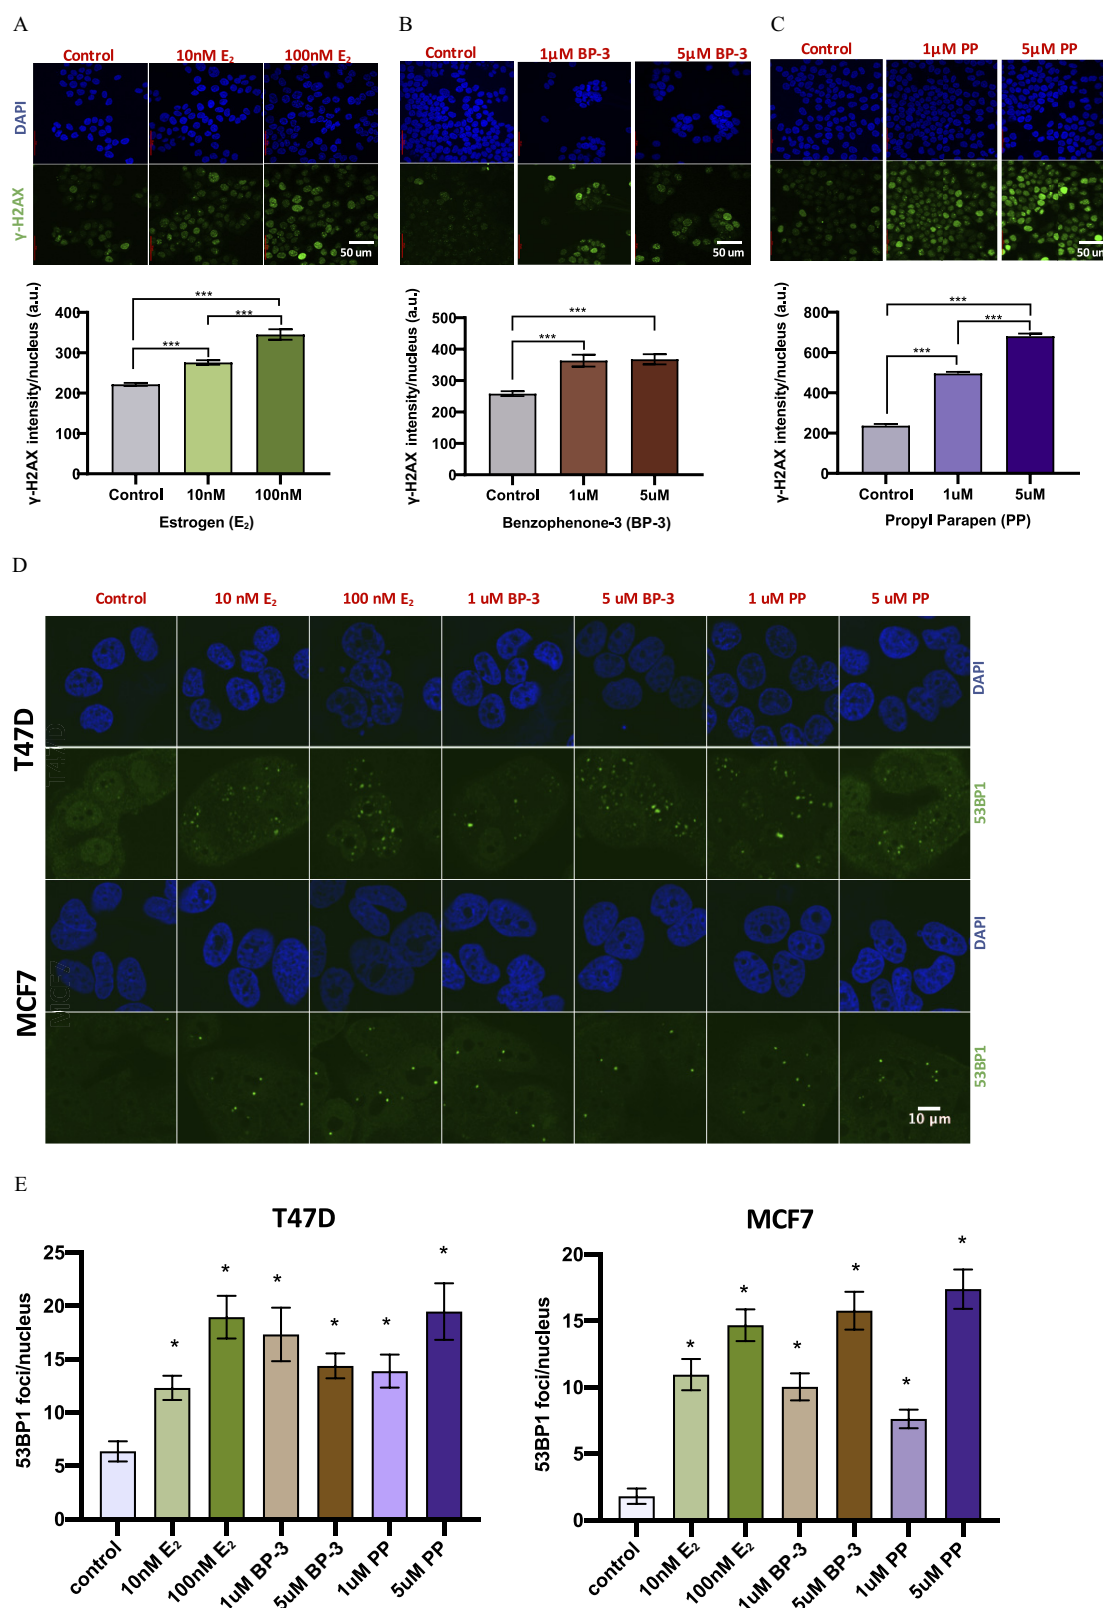 A
B
C
Control
10nM E₂
100nM E₂
Control
1μM BP-3
5μM BP-3
Control
1μM PP
5μM PP
DAPI
γ-H2AX
50 um
50 um
50 um
γ-H2AX intensity/nucleus (a.u.)
400
300
200
100
0
***
***
***
Control
10nM
100nM
Estrogen (E₂)
γ-H2AX intensity/nucleus (a.u.)
500
400
300
200
100
0
***
***
Control
1uM
5uM
Benzophenone-3 (BP-3)
γ-H2AX intensity/nucleus (a.u.)
800
600
400
200
0
***
***
***
Control
1uM
5uM
Propyl Parapen (PP)
D
Control
10 nM E₂
100 nM E₂
1 uM BP-3
5 uM BP-3
1 uM PP
5 uM PP
T47D
T47D
DAPI
53BP1
MCF7
MCF7
DAPI
53BP1
10 μm
E
T47D
53BP1 foci/nucleus
25
20
15
10
5
0
*
*
*
*
*
*
control
10nM E₂
100nM E₂
1uM BP-3
5uM BP-3
1uM PP
5uM PP
MCF7
53BP1 foci/nucleus
20
15
10
5
0
*
*
*
*
*
*
control
10nM E₂
100nM E₂
1uM BP-3
5uM BP-3
1uM PP
5uM PP